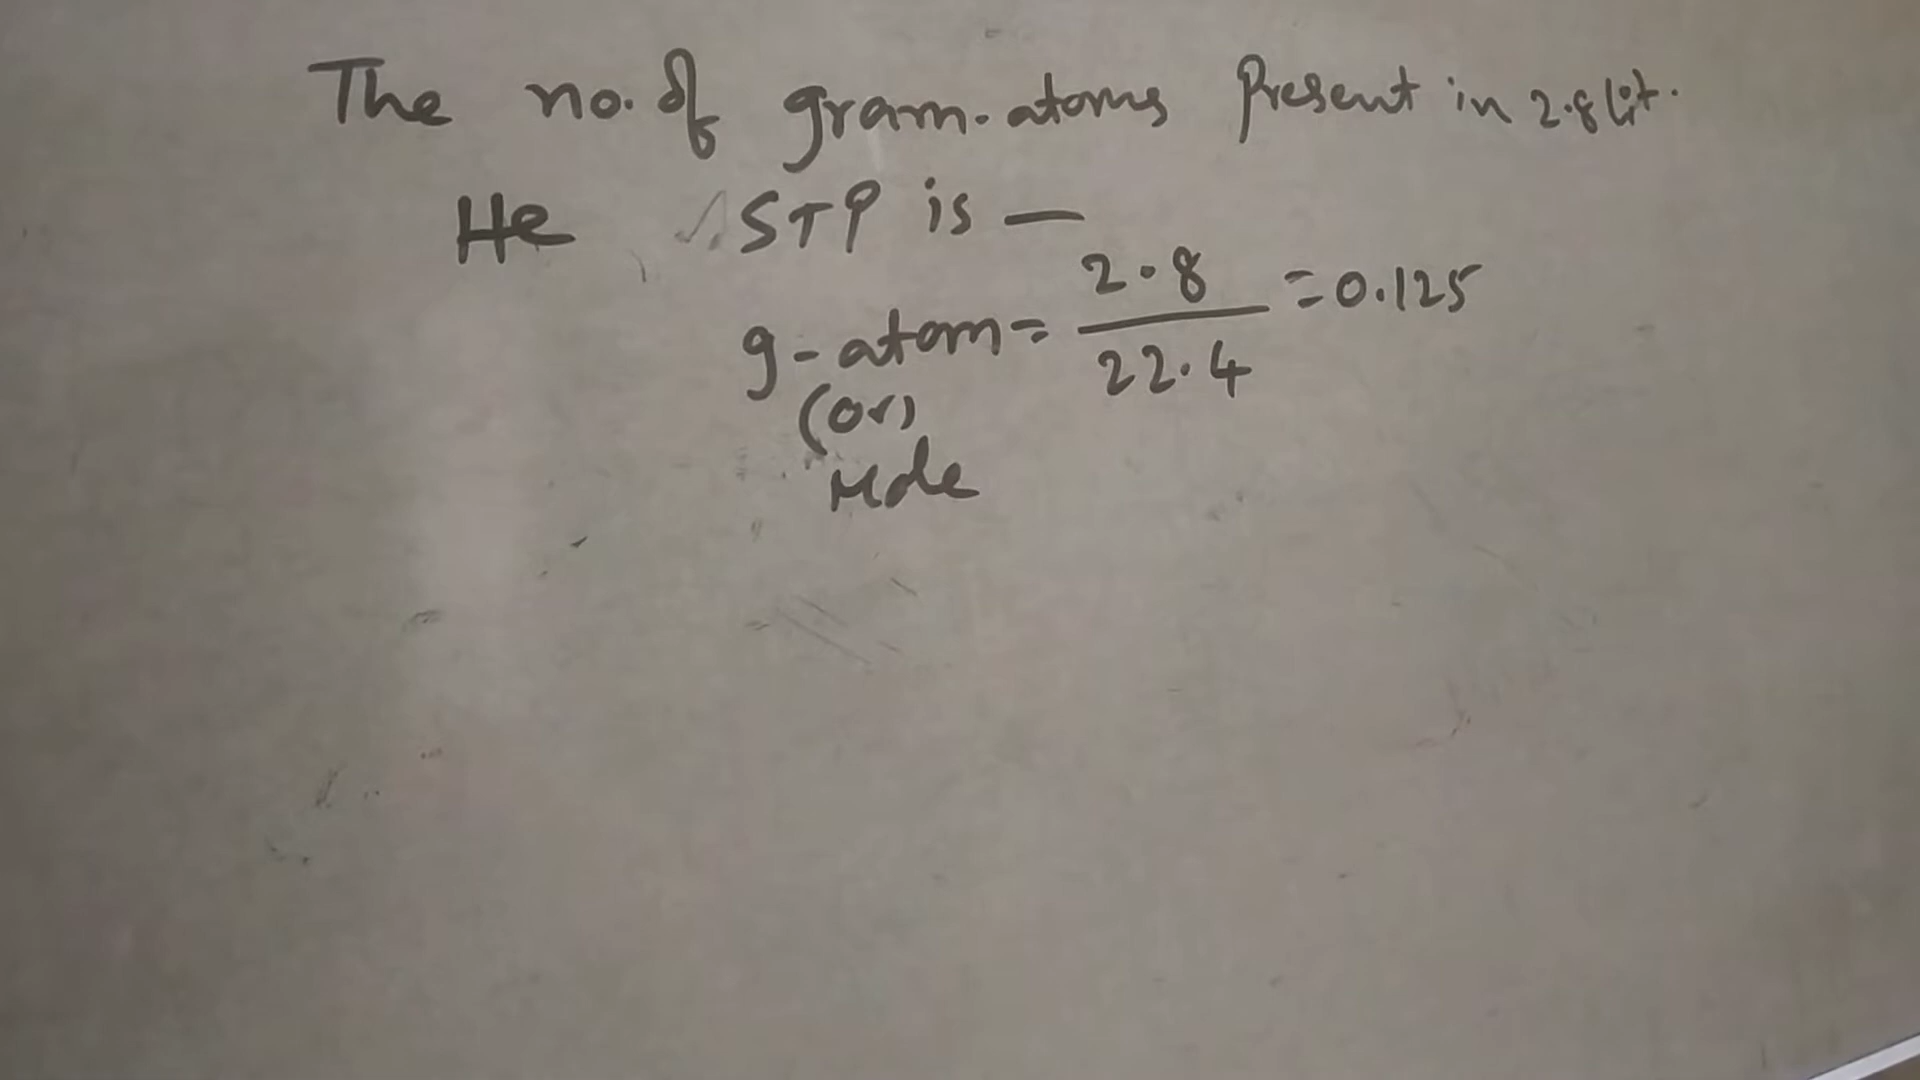 The no. of gram. atoms Present in 2.8 lit.
He STP is —
g-atom = 2.8 / 22.4 = 0.125
(or)
Mole